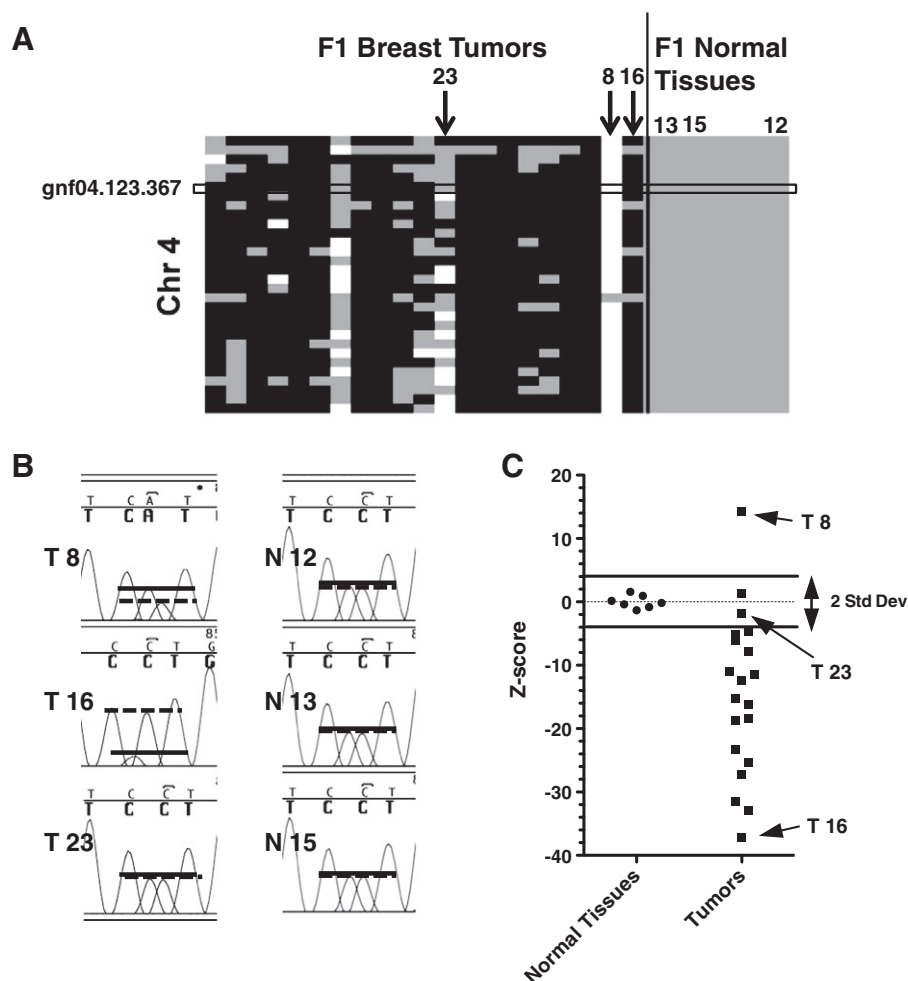 A
F1 Breast Tumors
F1 Normal
Tissues
23
8 16
13 15 12
gnf04.123.367
Chr 4
B
T C A T
T C A T
T 8
T C C T
T C C T
N 12
C C T G
C C T G
T 16
T C C T
T C C T
N 13
T C C T
T C C T
T 23
T C C T
T C C T
N 15
C
20
10
0
-10
-20
-30
-40
Z-score
T 8
2 Std Dev
T 23
T 16
Normal Tissues
Tumors